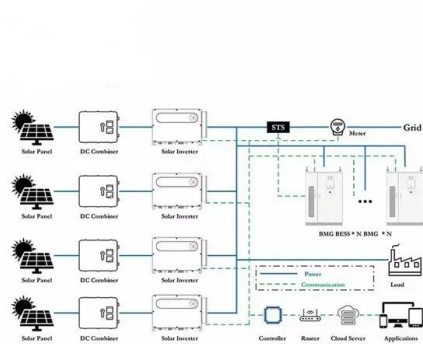 STS
Meter
Grid
Solar Panel
DC Combiner
Solar Inverter
Solar Panel
DC Combiner
Solar Inverter
BMG BESS * N BMG * N
Solar Panel
DC Combiner
Solar Inverter
Power
Communication
Load
Solar Panel
DC Combiner
Solar Inverter
Controller
Router
Cloud Server
Applications